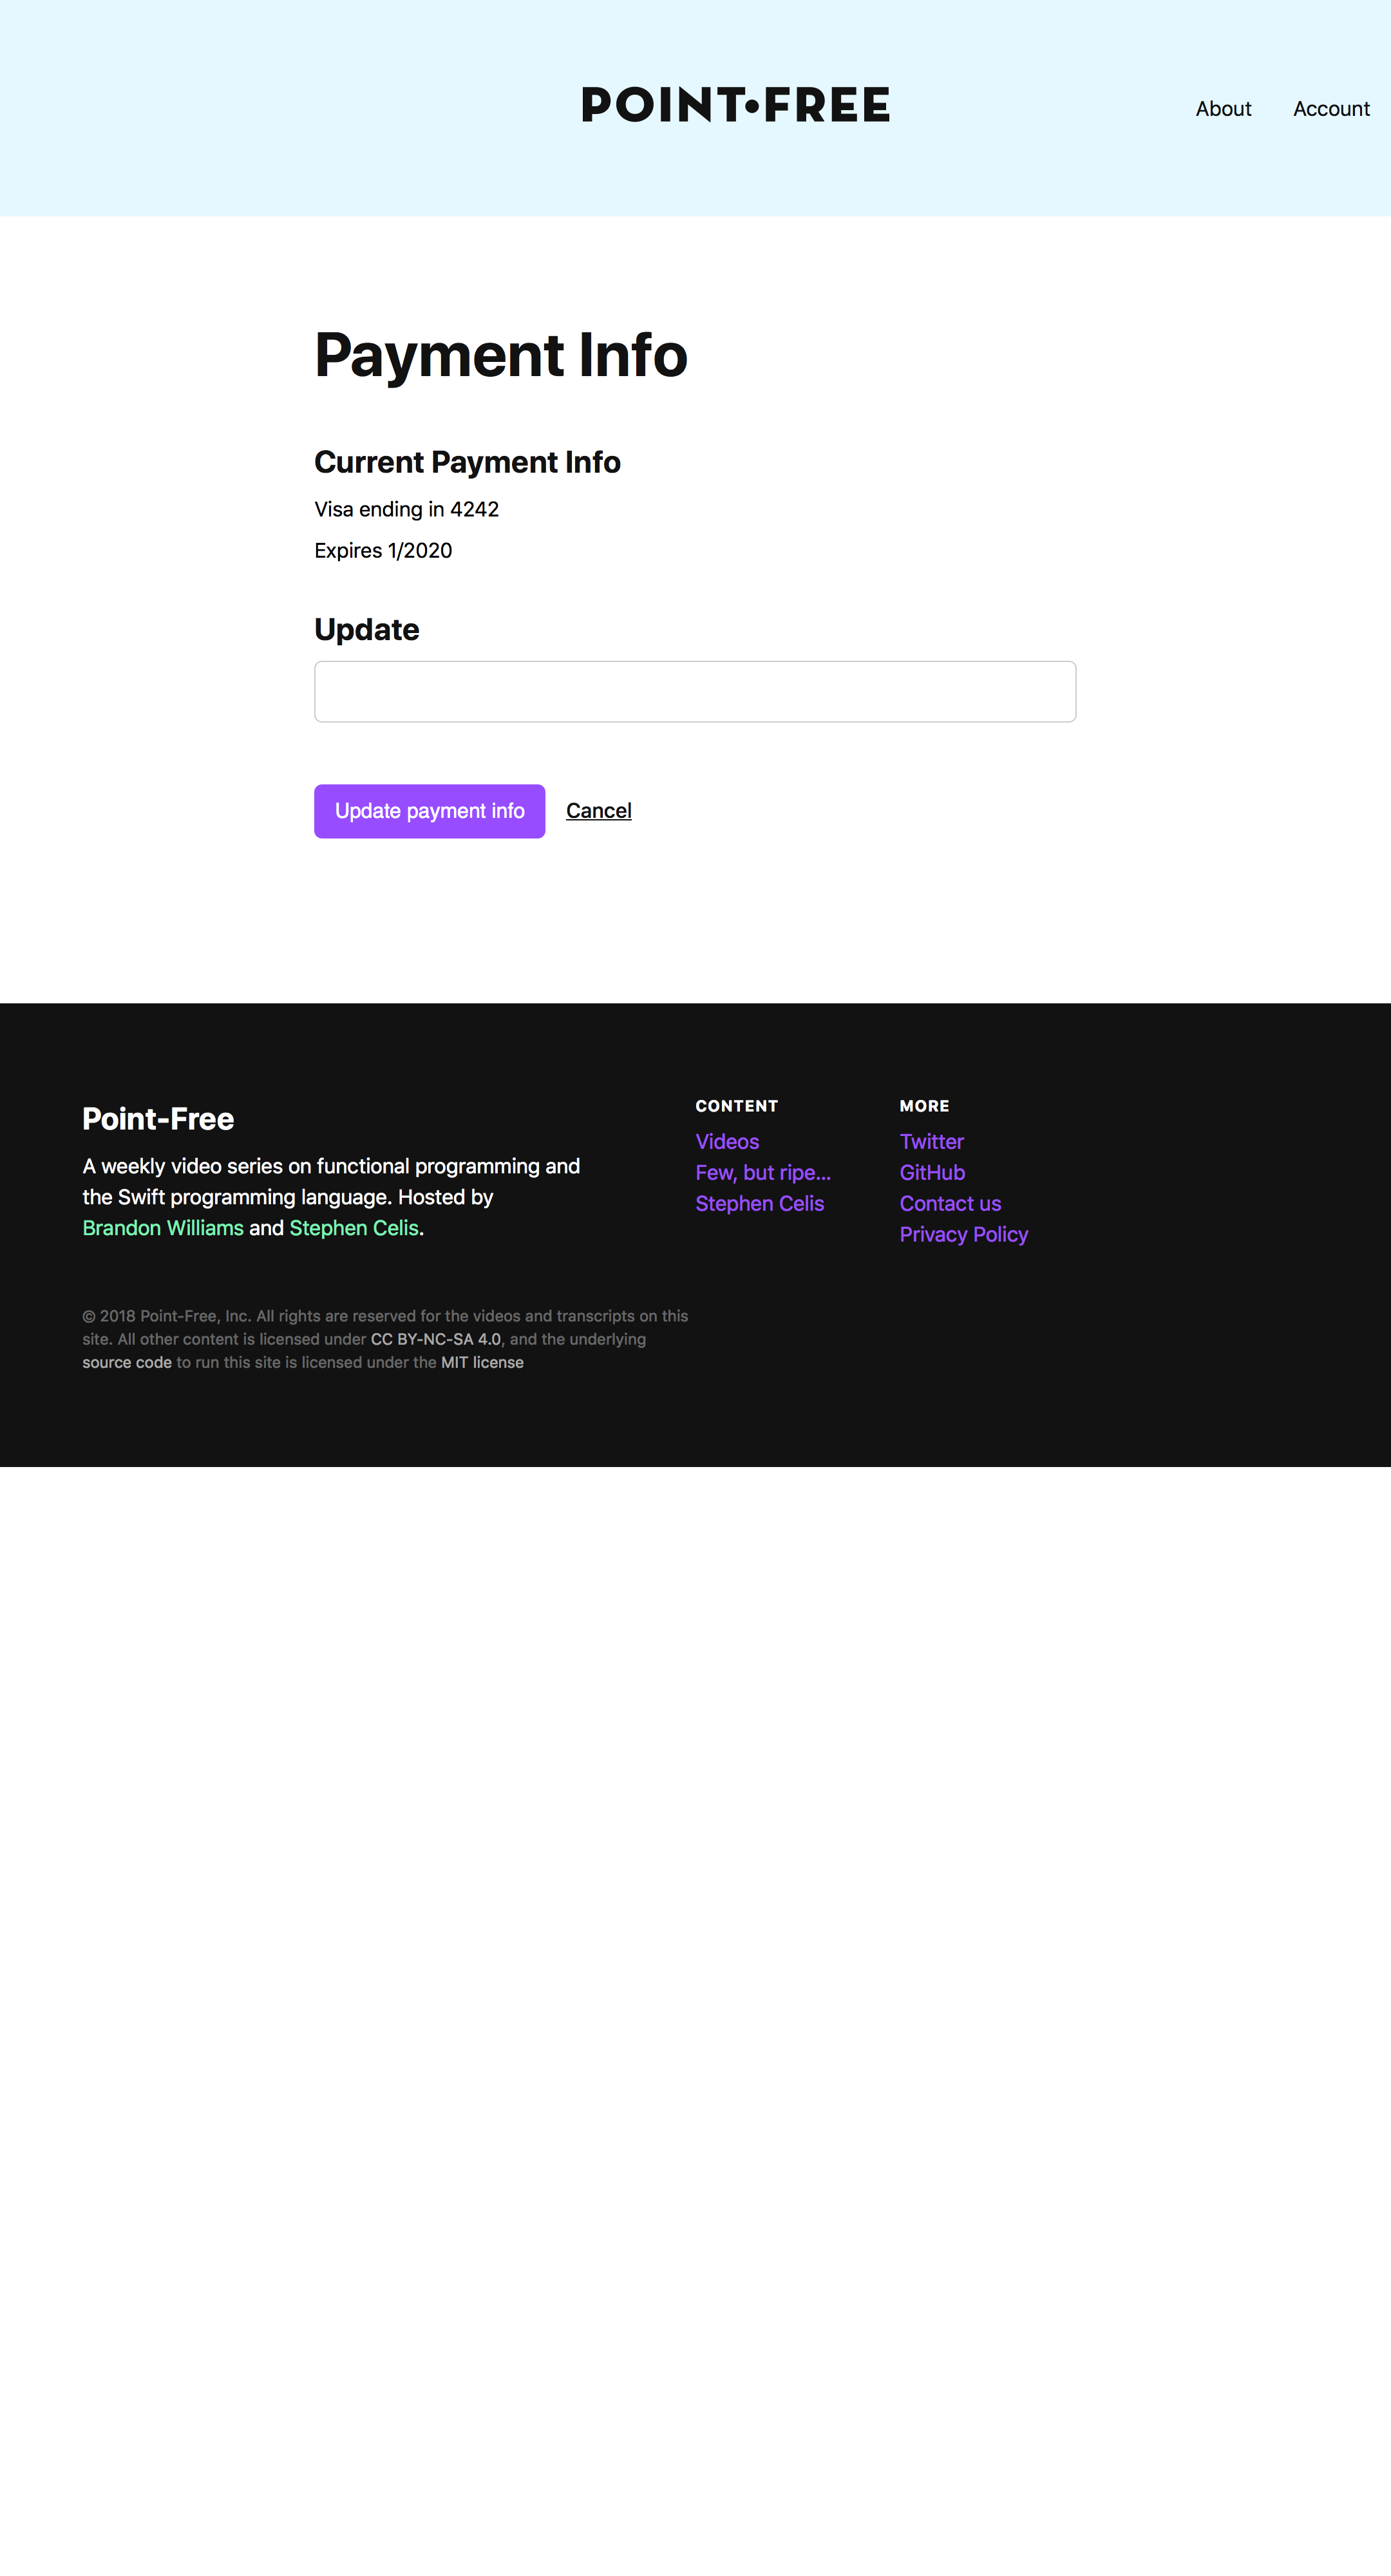 POINT•FREE
About Account
Payment Info
Current Payment Info
Visa ending in 4242
Expires 1/2020
Update
Update payment info Cancel
Point-Free
A weekly video series on functional programming and
the Swift programming language. Hosted by
Brandon Williams and Stephen Celis.
CONTENT
Videos
Few, but ripe...
Stephen Celis
MORE
Twitter
GitHub
Contact us
Privacy Policy
© 2018 Point-Free, Inc. All rights are reserved for the videos and transcripts on this
site. All other content is licensed under CC BY-NC-SA 4.0, and the underlying
source code to run this site is licensed under the MIT license